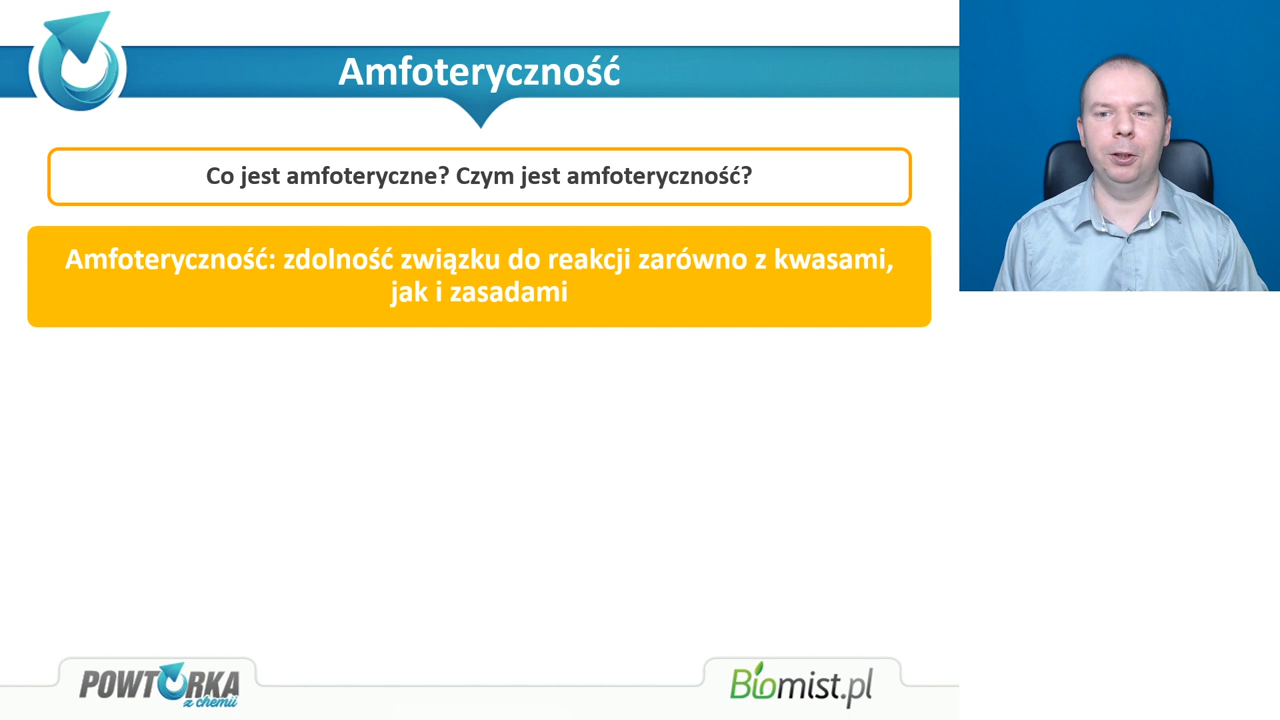 Amfoteryczność
Co jest amfoteryczne? Czym jest amfoteryczność?
Amfoteryczność: zdolność związku do reakcji zarówno z kwasami,
jak i zasadami
POWTÓRKA
z chemii
Biomist.pl